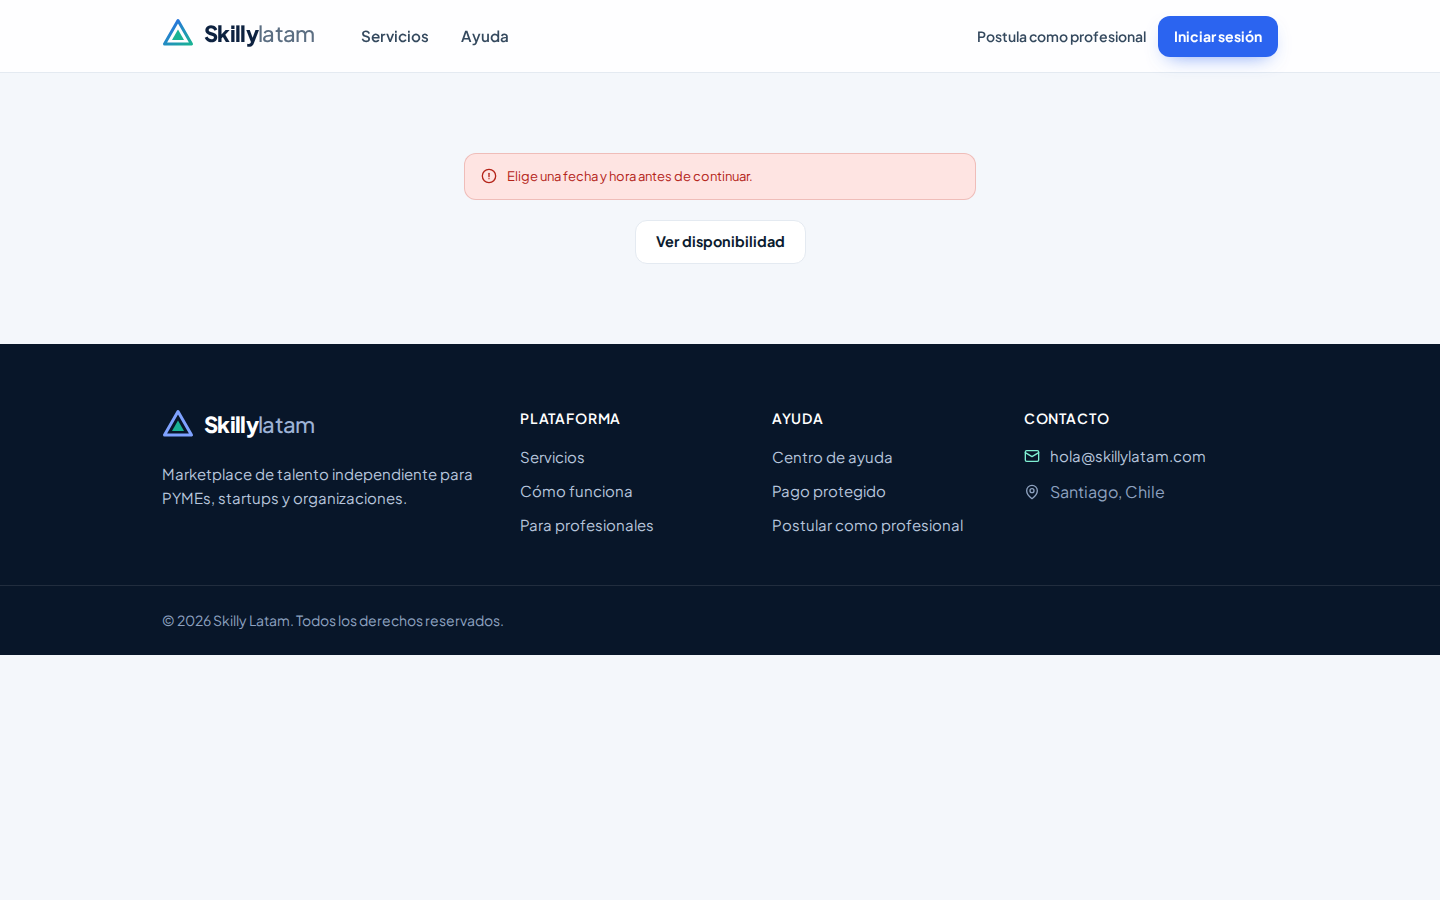 Skillylatam
Servicios
Ayuda
Postula como profesional
Iniciar sesión
Elige una fecha y hora antes de continuar.
Ver disponibilidad
Skillylatam
Marketplace de talento independiente para
PYMEs, startups y organizaciones.
PLATAFORMA
Servicios
Cómo funciona
Para profesionales
AYUDA
Centro de ayuda
Pago protegido
Postular como profesional
CONTACTO
hola@skillylatam.com
Santiago, Chile
© 2026 Skilly Latam. Todos los derechos reservados.